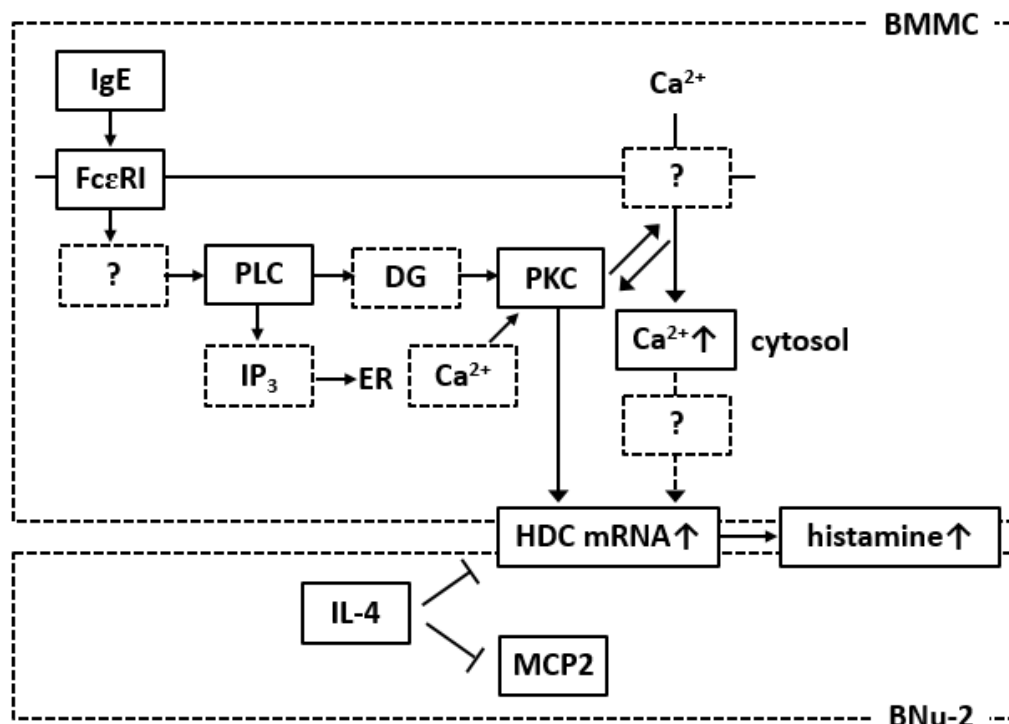 BMMC
IgE
Ca²⁺
FcεRI
?
?
PLC
DG
PKC
Ca²⁺↑
cytosol
IP₃
ER
Ca²⁺
?
HDC mRNA↑
histamine↑
IL-4
MCP2
BNu-2